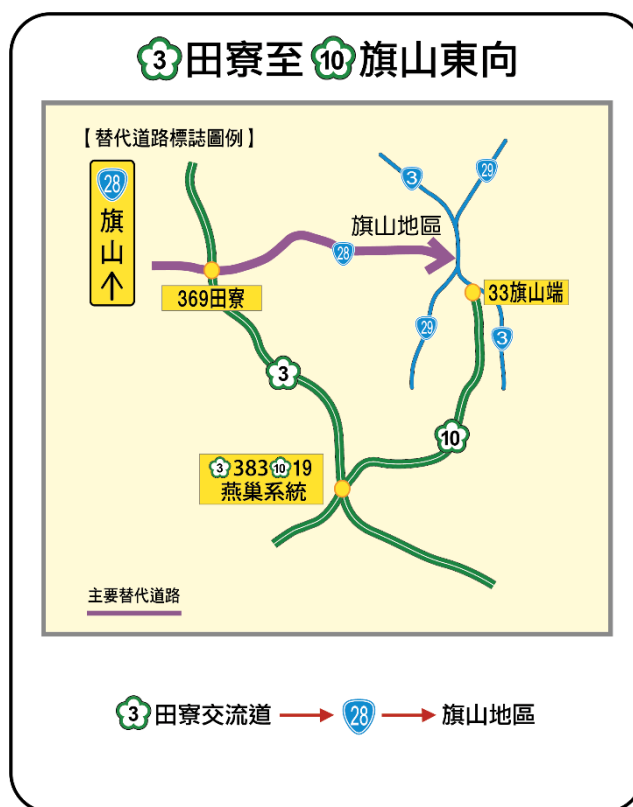 3田寮至10旗山東向
【替代道路標誌圖例】
28
旗山
3
29
旗山地區
28
369田寮
33旗山端
29
3
3
10
3 383 10 19
燕巢系統
主要替代道路
3田寮交流道 28 旗山地區